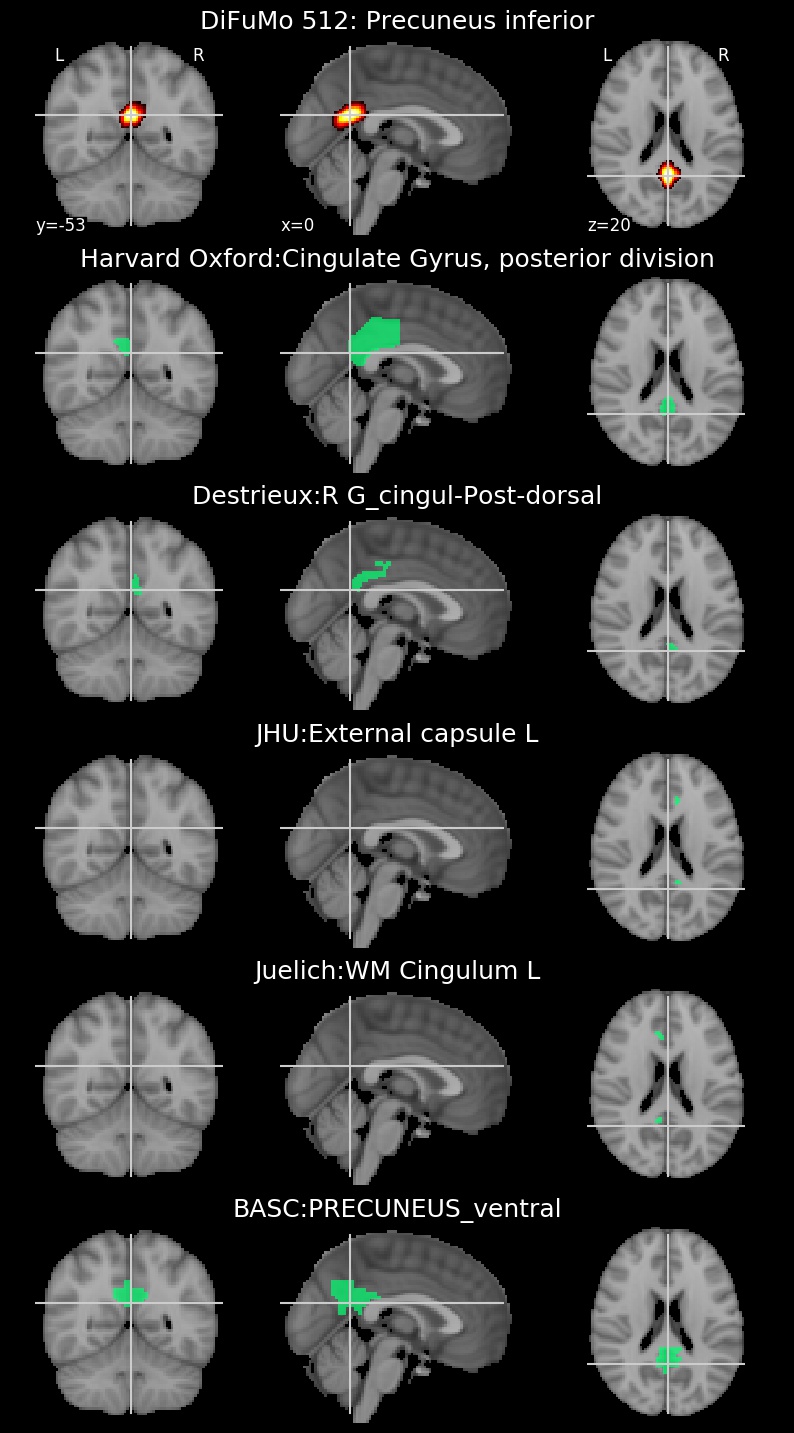 DiFuMo 512: Precuneus inferior
L R L R
y=-53 x=0 z=20
Harvard Oxford:Cingulate Gyrus, posterior division
Destrieux:R G_cingul-Post-dorsal
JHU:External capsule L
Juelich:WM Cingulum L
BASC:PRECUNEUS_ventral